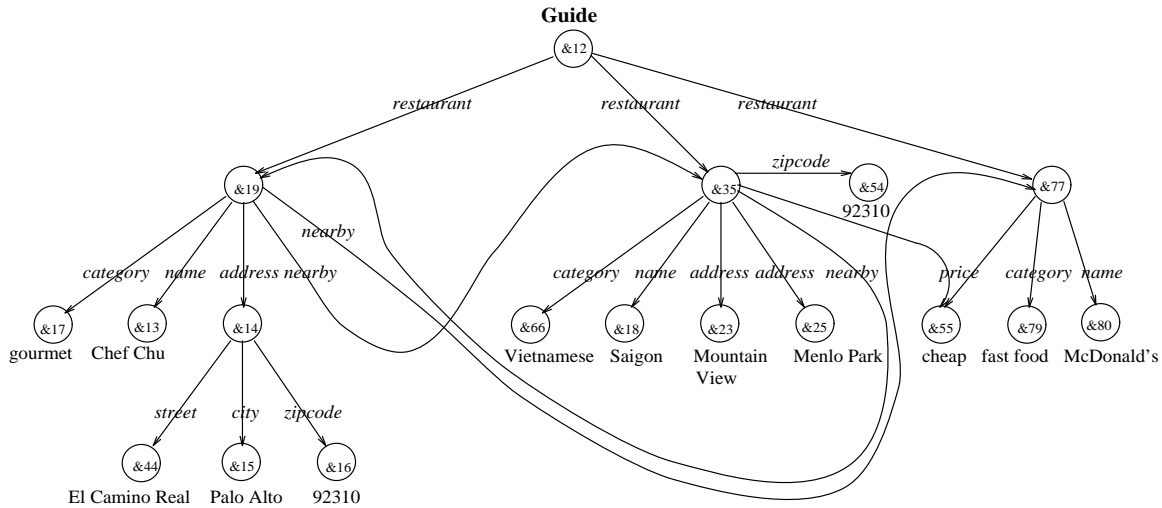 Guide
&12
restaurant restaurant restaurant
zipcode
&19 &35 &54 &77
92310
nearby
category name address nearby category name address address nearby price category name
&17 &13 &14 &66 &18 &23 &25 &55 &79 &80
gourmet Chef Chu Vietnamese Saigon Mountain Menlo Park cheap fast food McDonald's
View
street city zipcode
&44 &15 &16
El Camino Real Palo Alto 92310